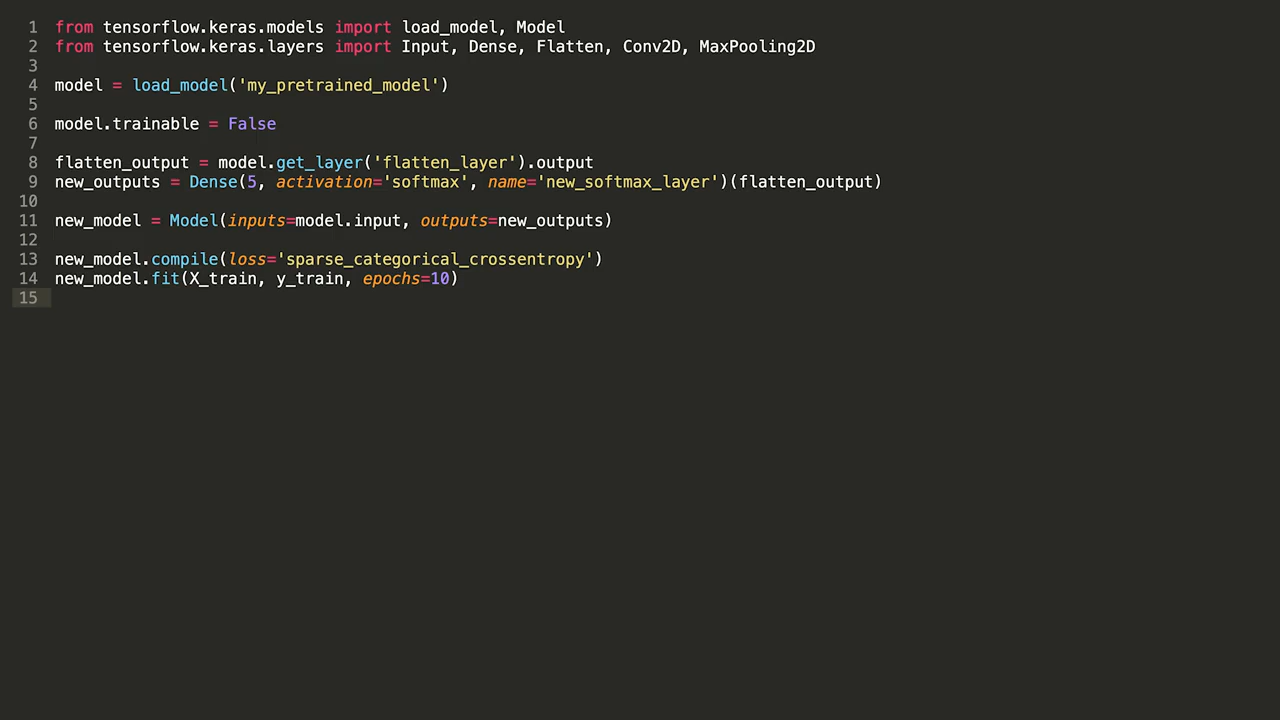 1 from tensorflow.keras.models import load_model, Model
2 from tensorflow.keras.layers import Input, Dense, Flatten, Conv2D, MaxPooling2D
3
4 model = load_model('my_pretrained_model')
5
6 model.trainable = False
7
8 flatten_output = model.get_layer('flatten_layer').output
9 new_outputs = Dense(5, activation='softmax', name='new_softmax_layer')(flatten_output)
10
11 new_model = Model(inputs=model.input, outputs=new_outputs)
12
13 new_model.compile(loss='sparse_categorical_crossentropy')
14 new_model.fit(X_train, y_train, epochs=10)
15